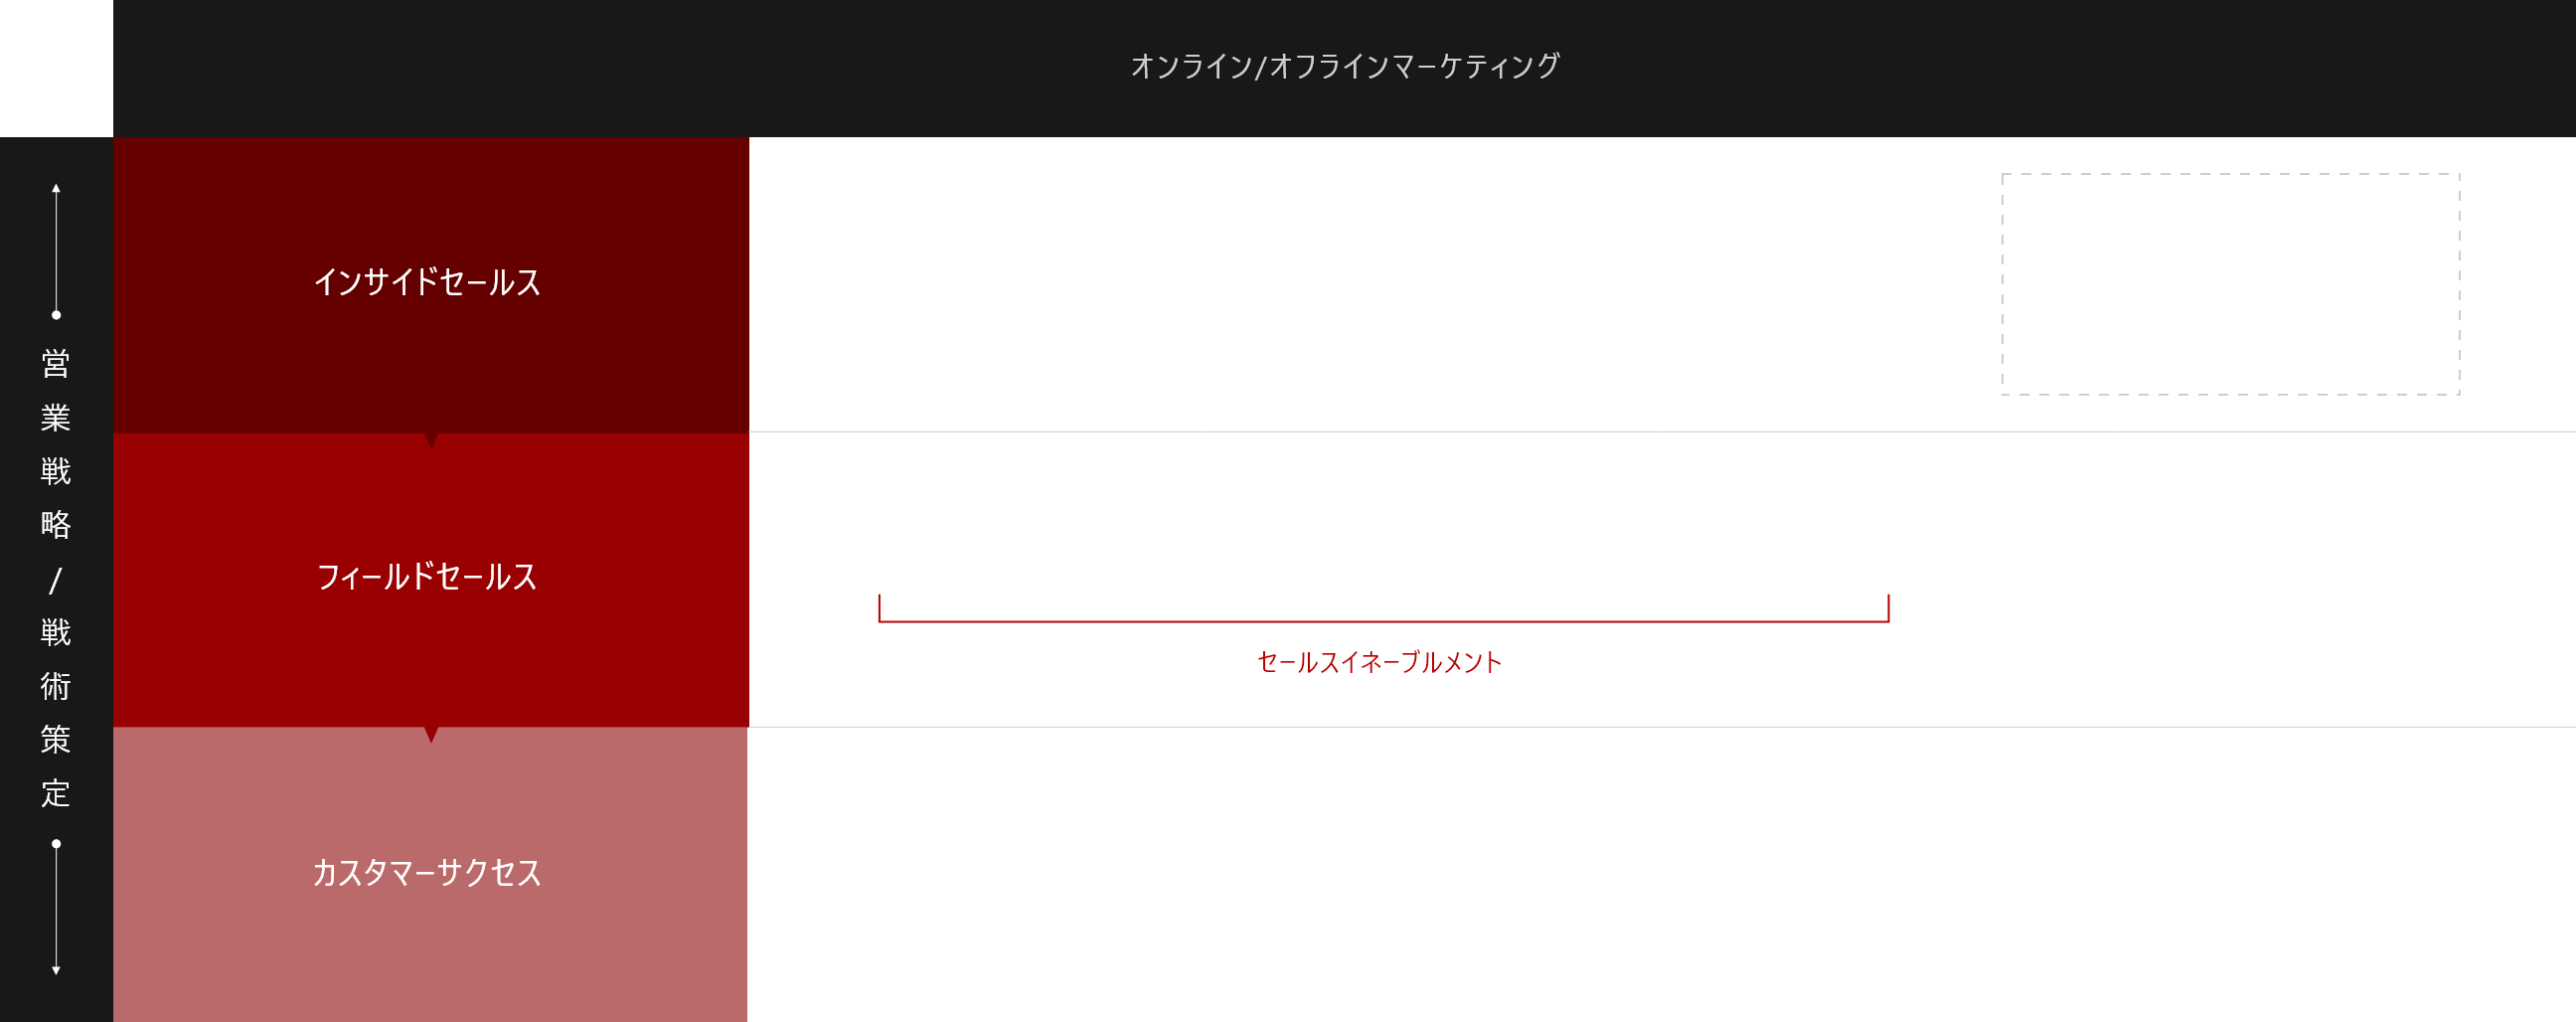 オンライン/オフラインマーケティング
営業戦略/戦術策定
インサイドセールス
フィールドセールス
セールスイネーブルメント
カスタマーサクセス